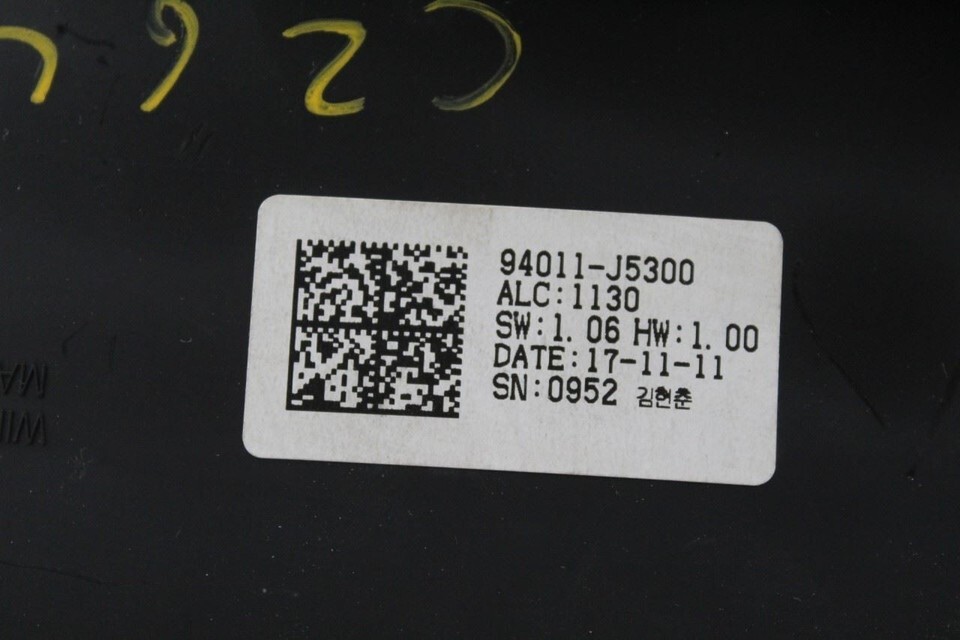 94011-J5300
ALC:1130
SW:1.06 HW:1.00
DATE:17-11-11
SN:0952 김현춘